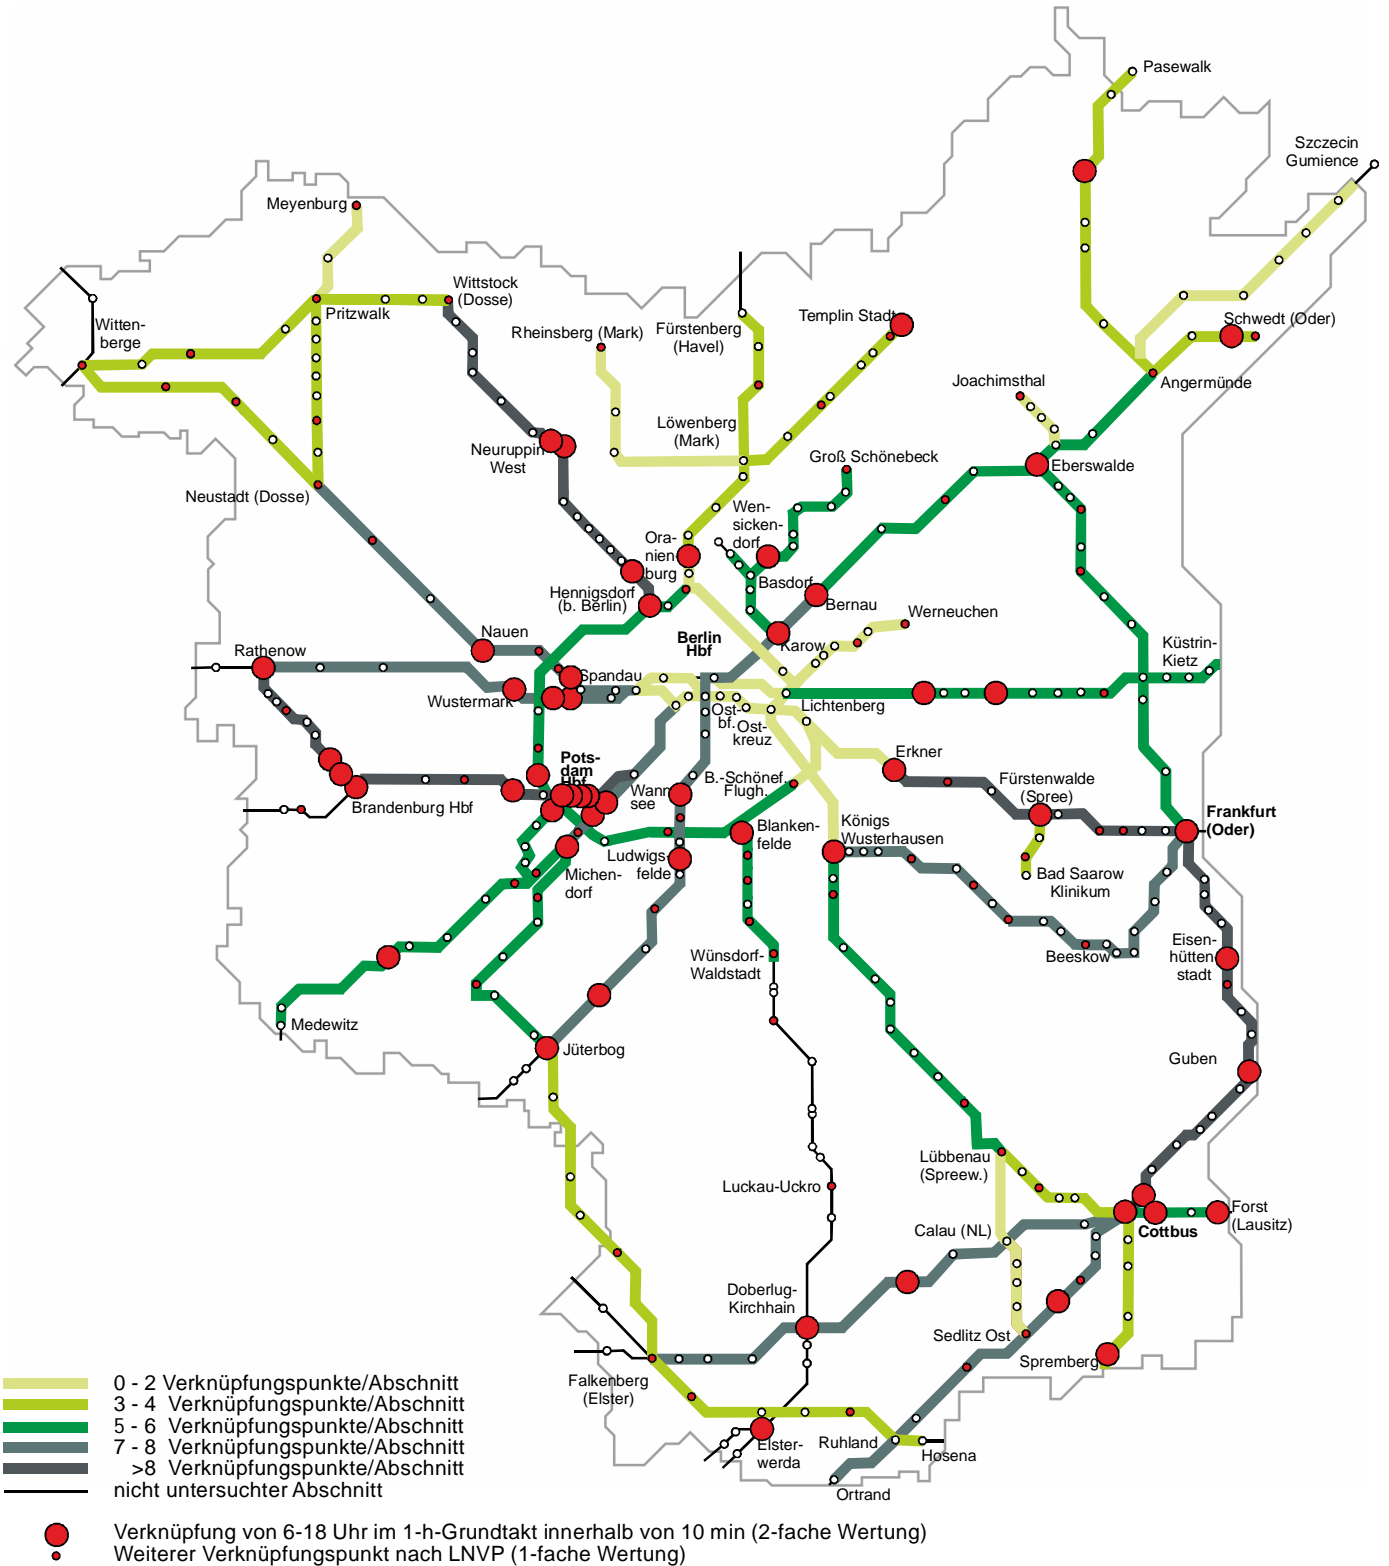 Pasewalk
Szczecin
Gumience
Meyenburg
Wittstock
(Dosse)
Pritzwalk
Witten-
berge
Rheinsberg (Mark)
Fürstenberg
(Havel)
Templin Stadt
Schwedt (Oder)
Joachimsthal
Angermünde
Löwenberg
(Mark)
Neuruppin
West
Groß Schönebeck
Eberswalde
Neustadt (Dosse)
Wen-
sicken-
dorf
Ora-
nien
burg
Basdorf
Hennigsdorf
(b. Berlin)
Bernau
Werneuchen
Nauen
Berlin
Hbf
Karow
Küstrin-
Kietz
Rathenow
Spandau
Wustermark
Lichtenberg
Ost-
bf.
Ost-
kreuz
Erkner
Pots-
dam
Hbf
Wann
see
B.-Schönef.
Flugh.
Fürstenwalde
(Spree)
Brandenburg Hbf
Frankfurt
(Oder)
Blanken-
felde
Königs
Wusterhausen
Ludwigs-
felde
Michen-
dorf
Bad Saarow
Klinikum
Wünsdorf-
Waldstadt
Beeskow
Eisen-
hütten
stadt
Medewitz
Jüterbog
Guben
Lübbenau
(Spreew.)
Luckau-Uckro
Forst
(Lausitz)
Calau (NL)
Cottbus
Doberlug-
Kirchhain
Sedlitz Ost
Spremberg
Falkenberg
(Elster)
Elster-
werda
Ruhland
Hosena
Ortrand
0 - 2 Verknüpfungspunkte/Abschnitt
3 - 4 Verknüpfungspunkte/Abschnitt
5 - 6 Verknüpfungspunkte/Abschnitt
7 - 8 Verknüpfungspunkte/Abschnitt
>8 Verknüpfungspunkte/Abschnitt
nicht untersuchter Abschnitt
Verknüpfung von 6-18 Uhr im 1-h-Grundtakt innerhalb von 10 min (2-fache Wertung)
Weiterer Verknüpfungspunkt nach LNVP (1-fache Wertung)